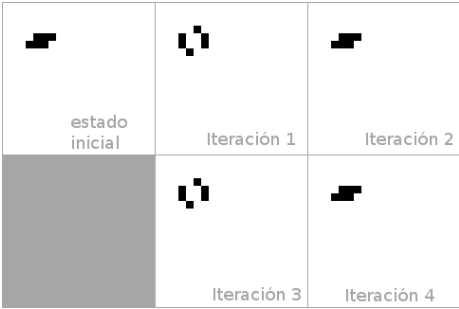 estado
inicial
Iteración 1
Iteración 2
Iteración 3
Iteración 4